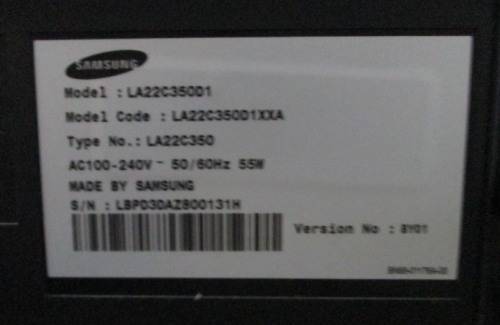 SAMSUNG
Model : LA22C350D1
Model Code : LA22C350D1XXA
Type No.: LA22C350
AC100-240V~ 50/60Hz 55W
MADE BY SAMSUNG
S/N : LBPD3DAZ800131H
Version No : BY01